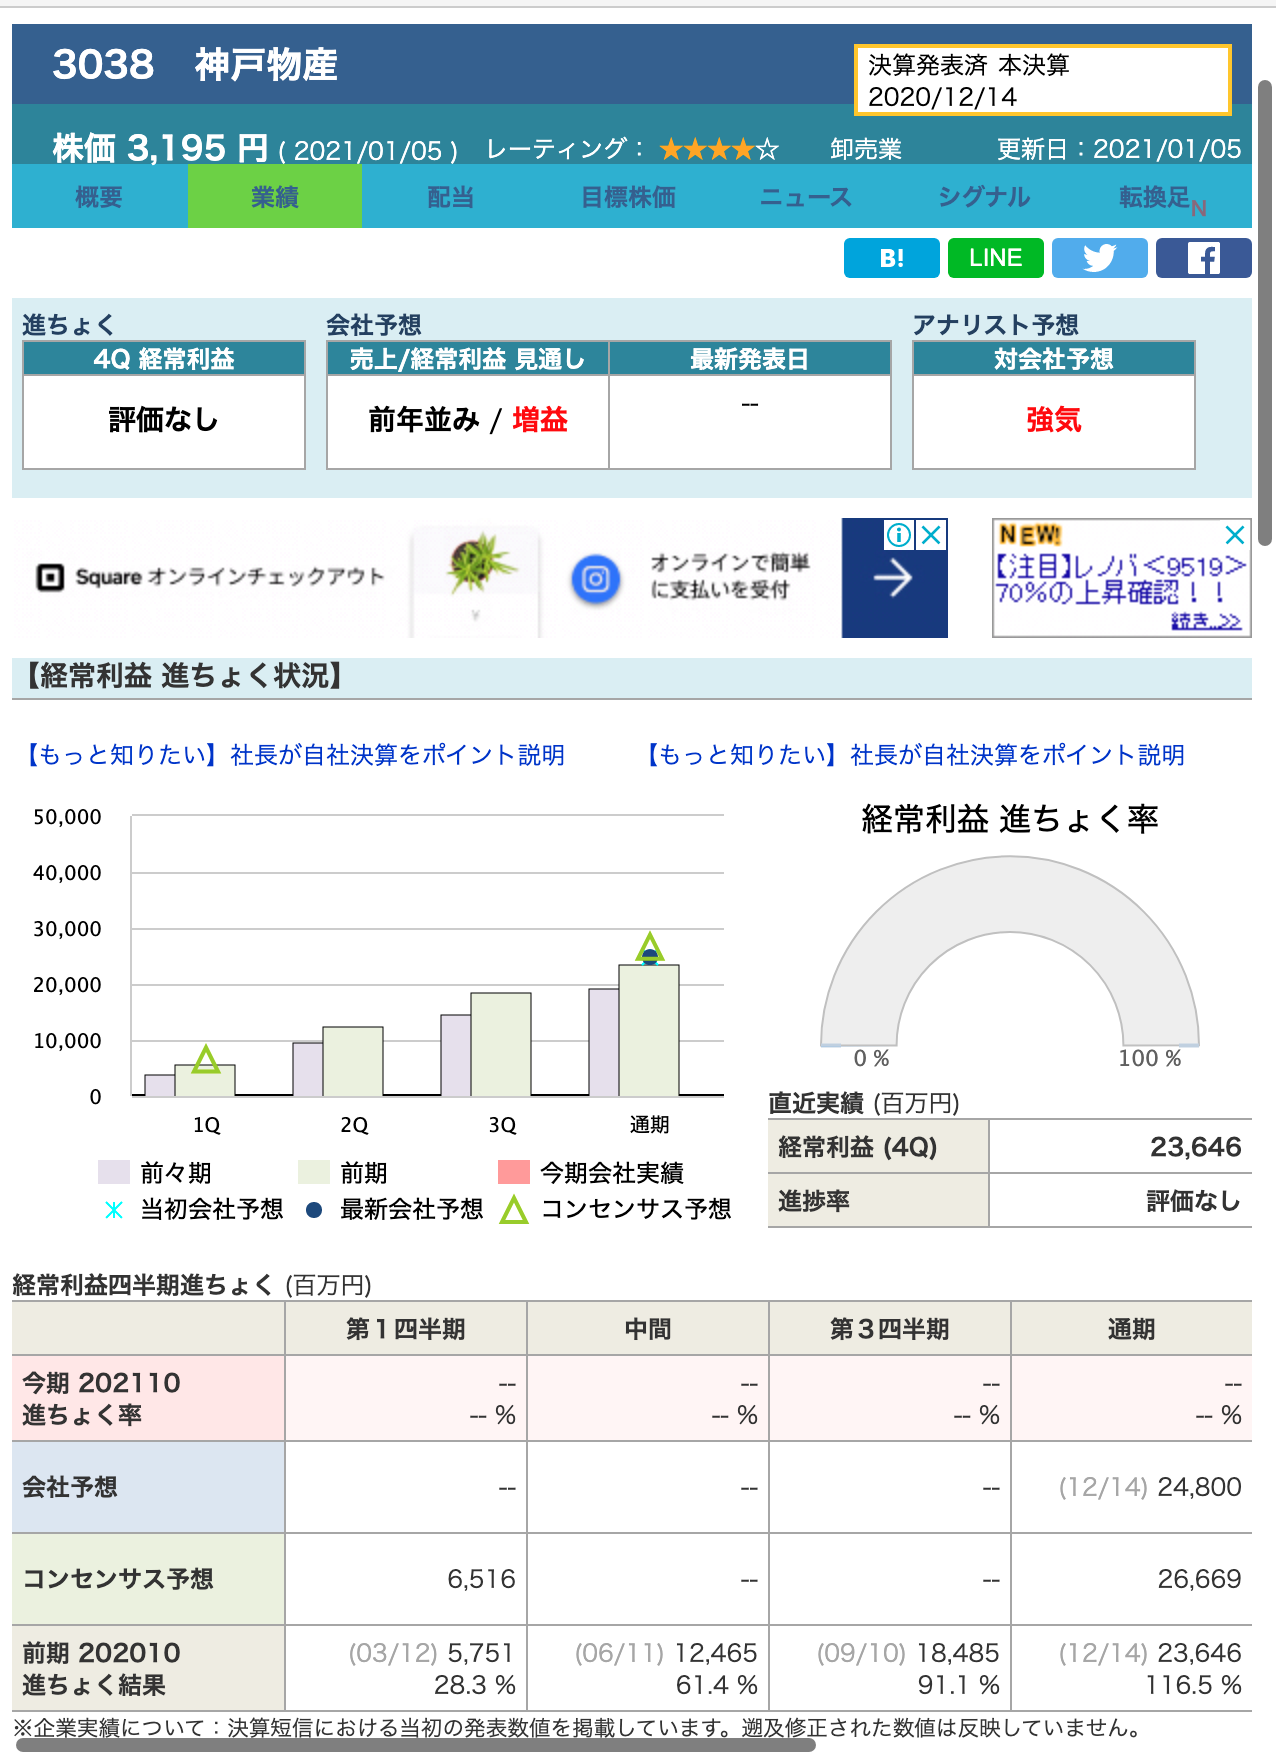 3038 神戸物産
決算発表済 本決算
2020/12/14
株価 3,195 円 ( 2021/01/05 ) レーティング： ★★★★☆ 卸売業 更新日：2021/01/05
概要 業績 配当 目標株価 ニュース シグナル 転換足N
B! LINE
進ちょく 会社予想 アナリスト予想
4Q 経常利益 売上/経常利益 見通し 最新発表日 対会社予想
評価なし 前年並み / 増益 -- 強気
Square オンラインチェックアウト
¥
オンラインで簡単
に支払いを受付
NEW!
【注目】レノバ<9519>
70%の上昇確認！！
続き..>>
【経常利益 進ちょく状況】
【もっと知りたい】社長が自社決算をポイント説明 【もっと知りたい】社長が自社決算をポイント説明
50,000
40,000
30,000
20,000
10,000
0
1Q 2Q 3Q 通期
前々期 前期 今期会社実績
当初会社予想 最新会社予想 コンセンサス予想
経常利益 進ちょく率
0 % 100 %
直近実績 (百万円)
経常利益 (4Q) 23,646
進捗率 評価なし
経常利益四半期進ちょく (百万円)
第１四半期 中間 第３四半期 通期
今期 202110 -- -- -- --
進ちょく率 -- % -- % -- % -- %
会社予想 -- -- -- (12/14) 24,800
コンセンサス予想 6,516 -- -- 26,669
前期 202010 (03/12) 5,751 (06/11) 12,465 (09/10) 18,485 (12/14) 23,646
進ちょく結果 28.3 % 61.4 % 91.1 % 116.5 %
※企業実績について：決算短信における当初の発表数値を掲載しています。遡及修正された数値は反映していません。